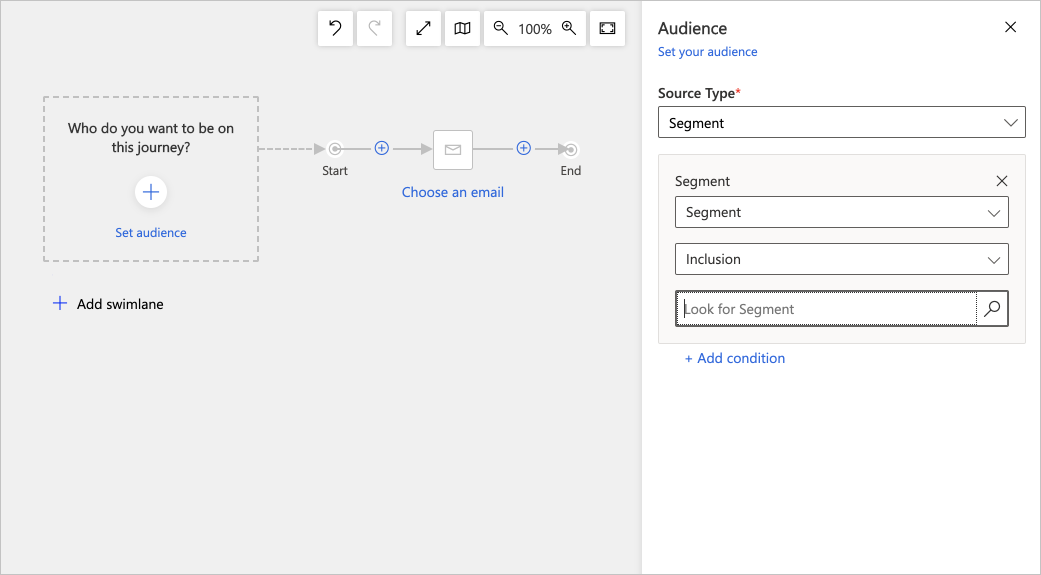 100%
Who do you want to be on
this journey?
Set audience
Start
Choose an email
End
Add swimlane
Audience
Set your audience
Source Type*
Segment
Segment
Segment
Inclusion
Look for Segment
+ Add condition